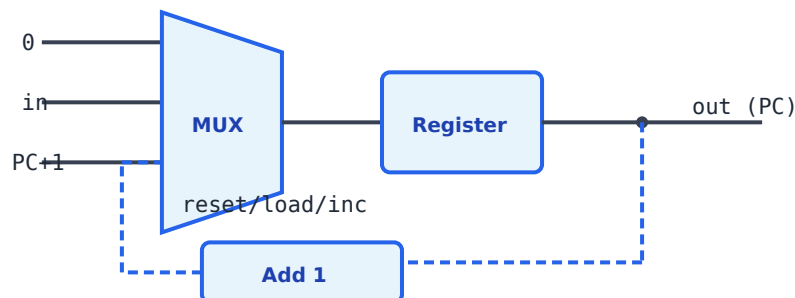 0
in
PC+1
MUX
Register
out (PC)
reset/load/inc
Add 1